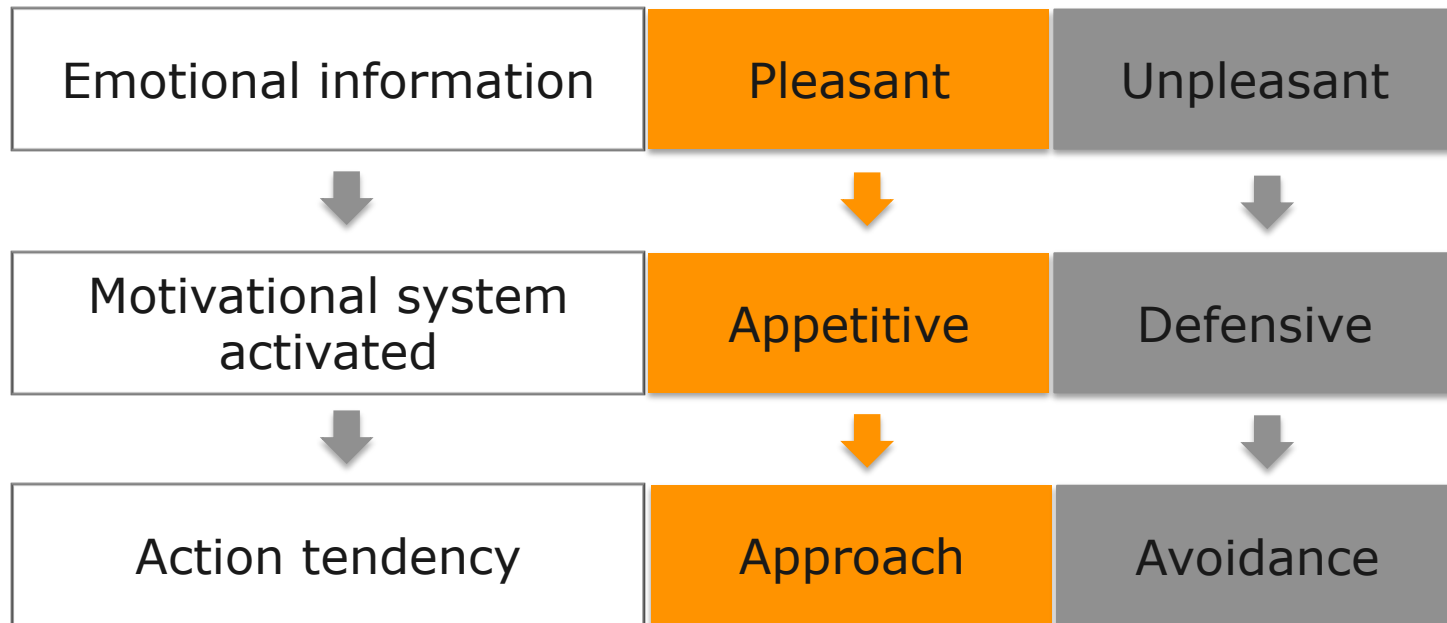 Emotional information
Pleasant
Unpleasant
Motivational system
activated
Appetitive
Defensive
Action tendency
Approach
Avoidance